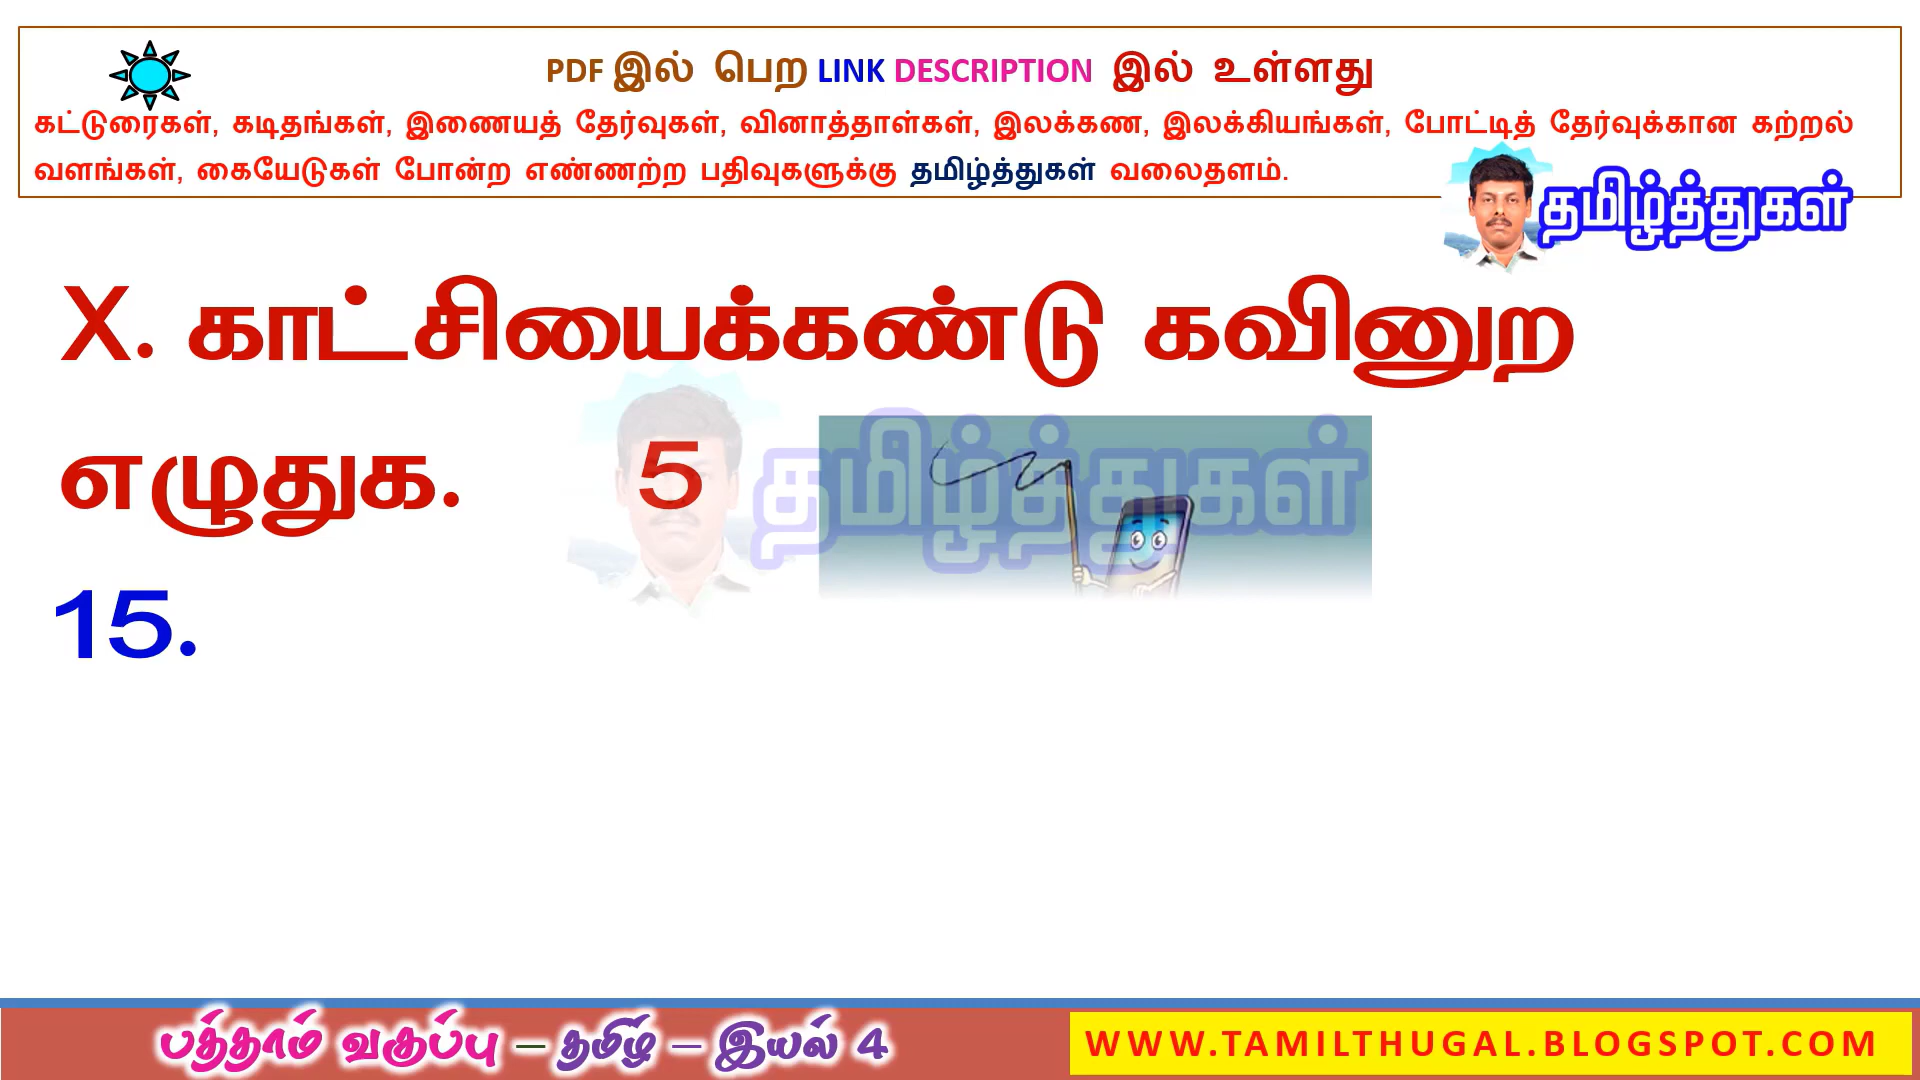 PDF இல் பெற LINK DESCRIPTION இல் உள்ளது
கட்டுரைகள், கடிதங்கள், இணையத் தேர்வுகள், வினாத்தாள்கள், இலக்கண, இலக்கியங்கள், போட்டித் தேர்வுக்கான கற்றல்
வளங்கள், கையேடுகள் போன்ற எண்ணற்ற பதிவுகளுக்கு தமிழ்த்துகள் வலைதளம்.
தமிழ்த்துகள்
X. காட்சியைக்கண்டு கவினுற
எழுதுக. 5
தமிழ்த்துகள்
15.
பத்தாம் வகுப்பு – தமிழ் – இயல் 4
WWW.TAMILTHUGAL.BLOGSPOT.COM